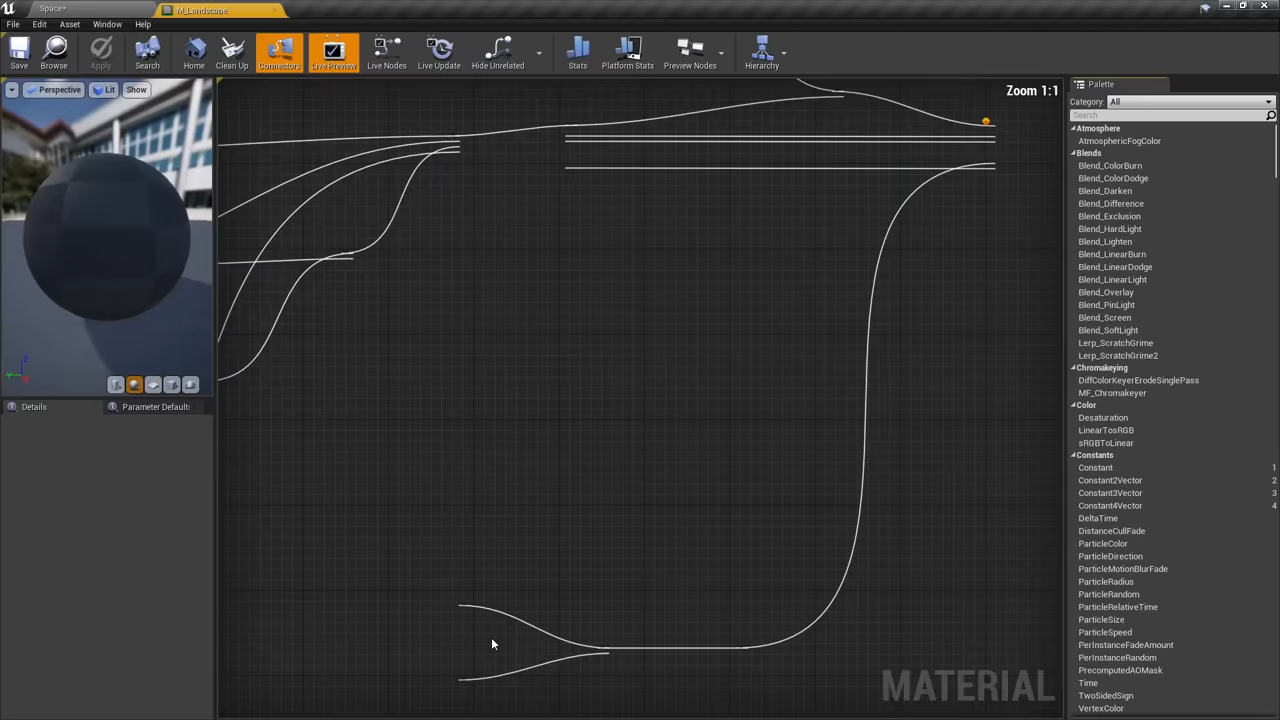 Space*
M_Landscape
File Edit Asset Window Help
Save Browse Apply Search Home Clean Up Connectors Live Preview Live Nodes Live Update Hide Unrelated Stats Platform Stats Preview Nodes Hierarchy
Perspective Lit Show
Zoom 1:1
Palette
Category: All
Search
Atmosphere
AtmosphericFogColor
Blends
Blend_ColorBurn
Blend_ColorDodge
Blend_Darken
Blend_Difference
Blend_Exclusion
Blend_HardLight
Blend_Lighten
Blend_LinearBurn
Blend_LinearDodge
Blend_LinearLight
Blend_Overlay
Blend_PinLight
Blend_Screen
Blend_SoftLight
Lerp_ScratchGrime
Lerp_ScratchGrime2
Chromakeying
DiffColorKeyerErodeSinglePass
MF_Chromakeyer
Color
Desaturation
LinearTosRGB
sRGBToLinear
Constants
Constant 1
Constant2Vector 2
Constant3Vector 3
Constant4Vector 4
DeltaTime
DistanceCullFade
ParticleColor
ParticleDirection
ParticleMotionBlurFade
ParticleRadius
ParticleRandom
ParticleRelativeTime
ParticleSize
ParticleSpeed
PerInstanceFadeAmount
PerInstanceRandom
PrecomputedAOMask
Time
TwoSidedSign
VertexColor
Z
Details Parameter Default:
MATERIAL